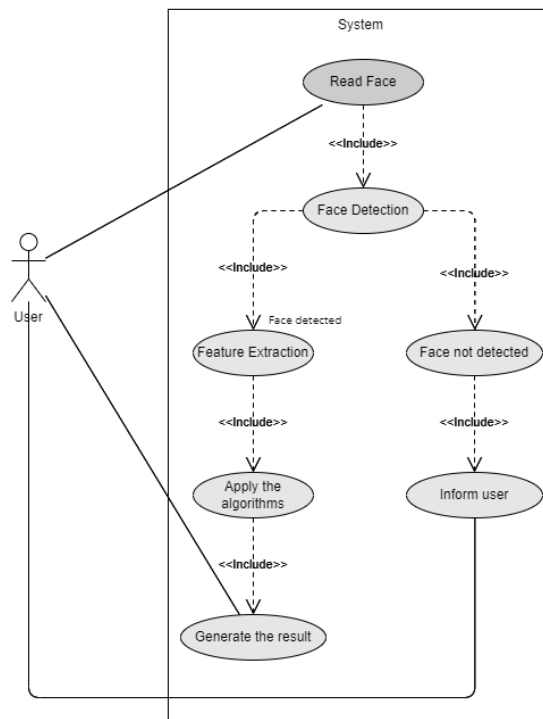 System
Read Face
<<Include>>
Face Detection
<<Include>>
<<Include>>
User
Face detected
Feature Extraction
Face not detected
<<Include>>
<<Include>>
Apply the
algorithms
Inform user
<<Include>>
Generate the result